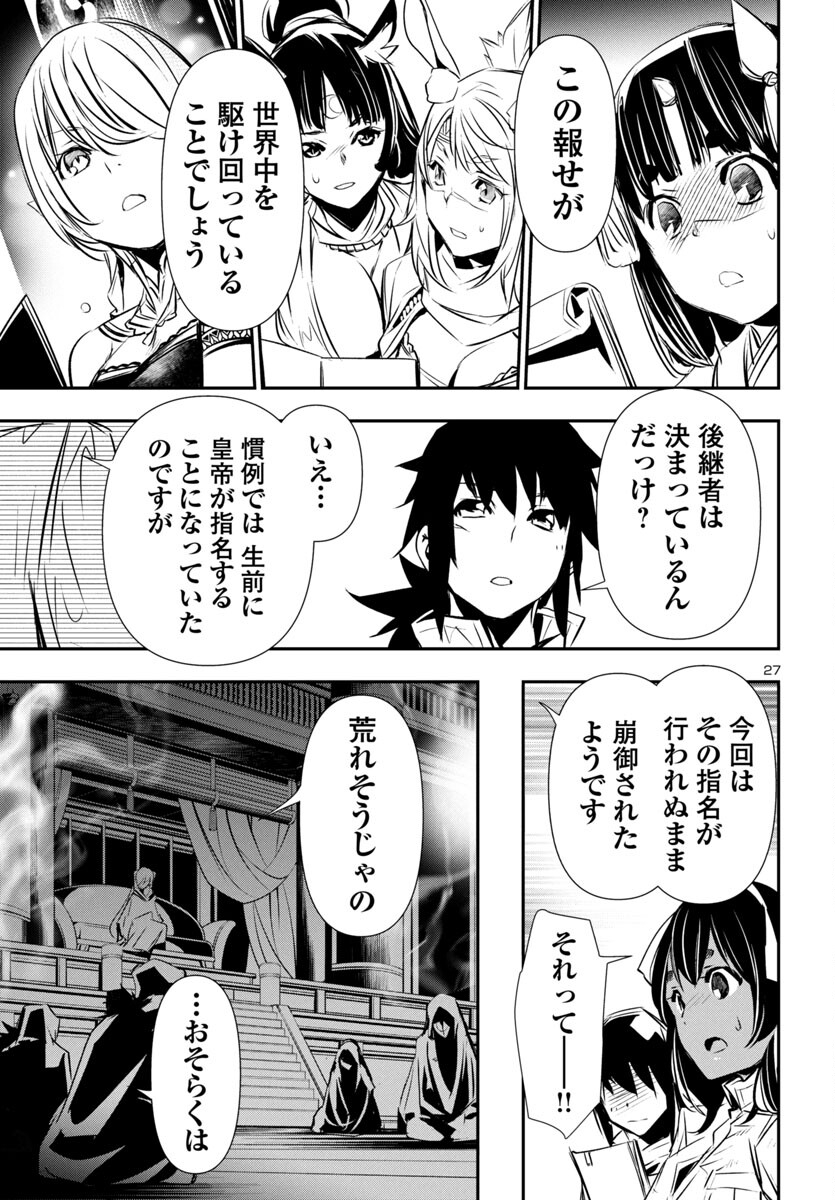 この報せが
世界中を
駆け回っている
ことでしょう
後継者は
決まっているん
だっけ?
いえ…
慣例では 生前に
皇帝が指名する
ことになっていた
のですが
27
今回は
その指名が
行われぬまま
崩御された
ようです
それって──!!
荒れそうじゃの
…おそらくは